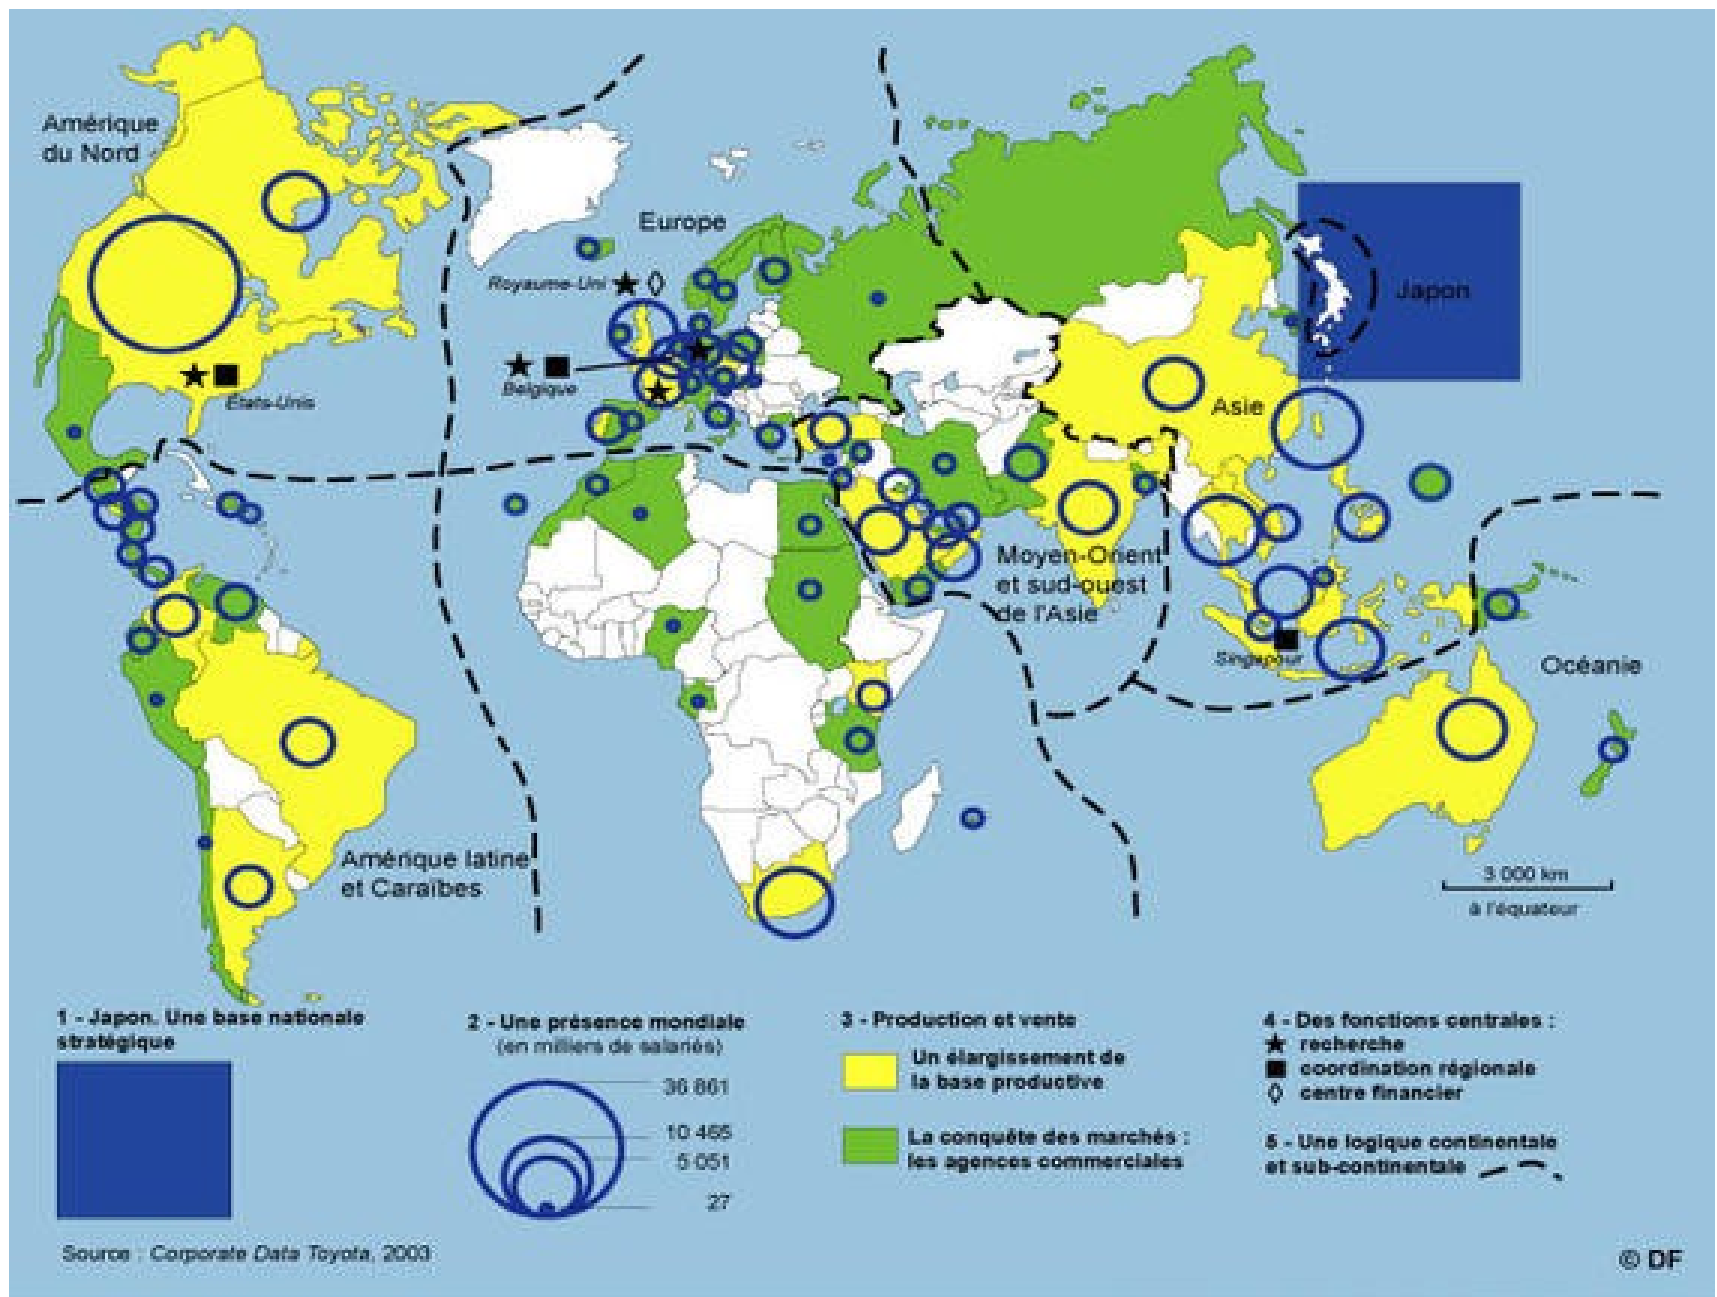 Amérique
du Nord
Europe
Royaume-Uni
Belgique
États-Unis
Japon
Asie
Moyen-Orient
et sud-ouest
de l'Asie
Singapour
Océanie
Amérique latine
et Caraïbes
3 000 km
à l'équateur
1 - Japon. Une base nationale
stratégique
2 - Une présence mondiale
(en milliers de salariés)
36 861
10 465
5 051
27
3 - Production et vente
Un élargissement de
la base productive
La conquête des marchés :
les agences commerciales
4 - Des fonctions centrales :
recherche
coordination régionale
centre financier
5 - Une logique continentale
et sub-continentale
Source : Corporate Data Toyota, 2003
© DF